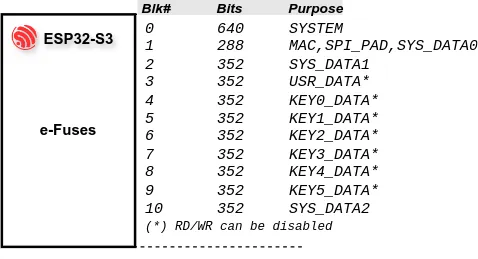 Blk# Bits Purpose
ESP32-S3
e-Fuses
0 640 SYSTEM
1 288 MAC,SPI_PAD,SYS_DATA0
2 352 SYS_DATA1
3 352 USR_DATA*
4 352 KEY0_DATA*
5 352 KEY1_DATA*
6 352 KEY2_DATA*
7 352 KEY3_DATA*
8 352 KEY4_DATA*
9 352 KEY5_DATA*
10 352 SYS_DATA2
(*) RD/WR can be disabled